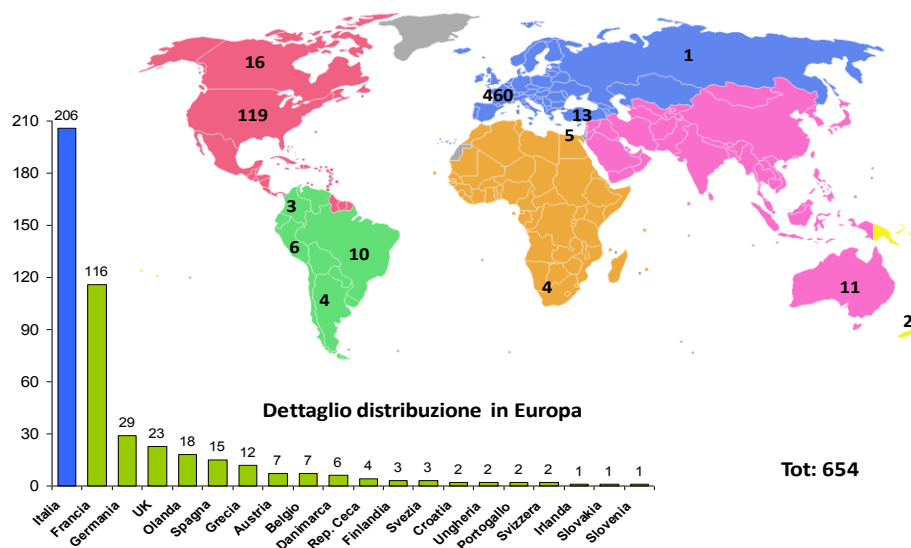 16
1
460
119
13
5
3
6
10
4
4
11
2
210
180
150
120
90
60
30
0
206
116
29
23
18
15
12
7
7
6
4
3
3
2
2
2
2
1
1
1
Dettaglio distribuzione in Europa
Tot: 654
Italia
Francia
Germania
UK
Olanda
Spagna
Grecia
Austria
Belgio
Danimarca
Rep. Ceca
Finlandia
Svezia
Croatia
Ungheria
Portogallo
Svizzera
Irlanda
Slovakia
Slovenia